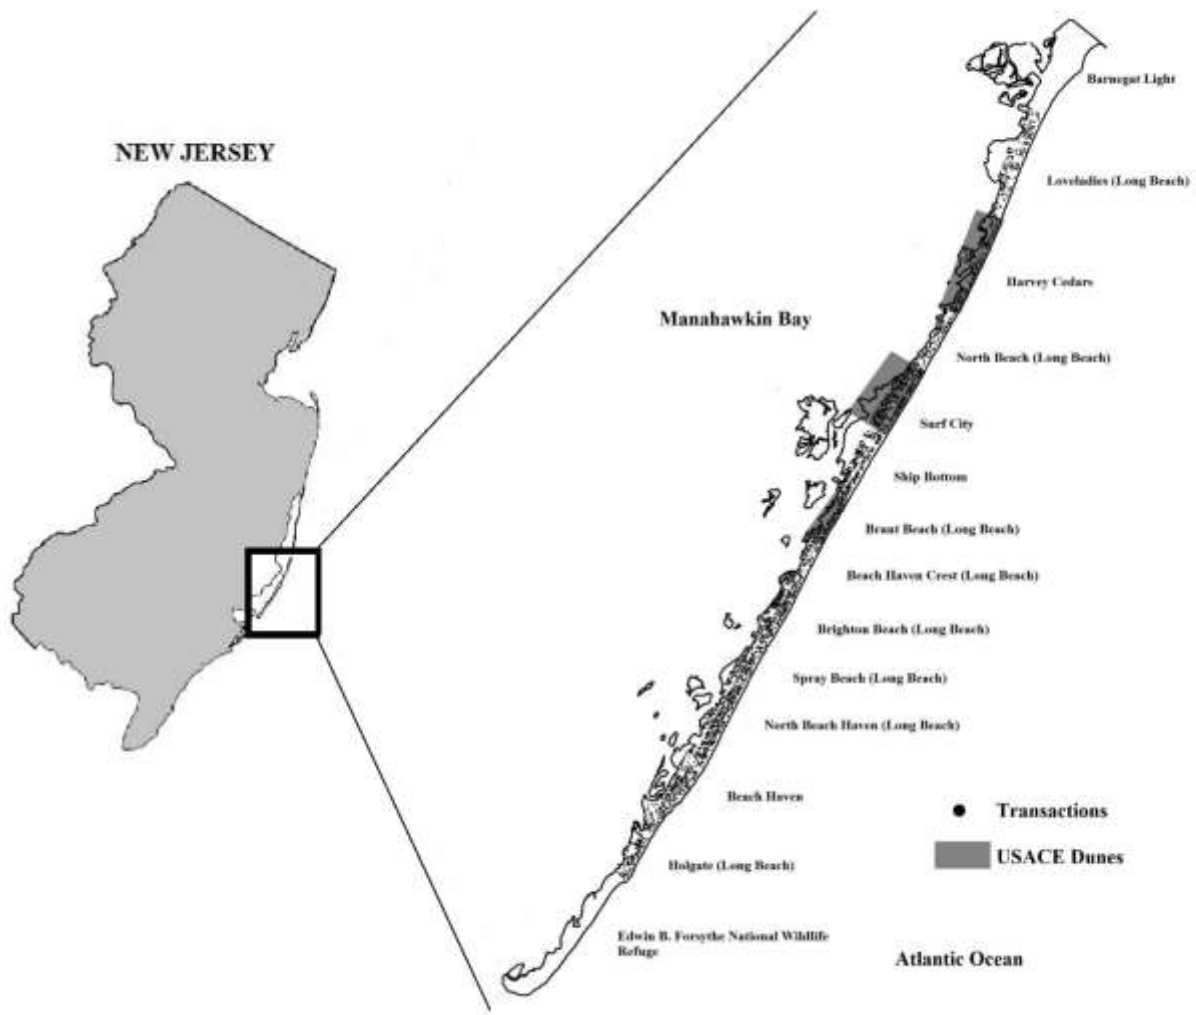 NEW JERSEY
Barnegat Light
Loveladies (Long Beach)
Harvey Cedars
Manahawkin Bay
North Beach (Long Beach)
Surf City
Ship Bottom
Brant Beach (Long Beach)
Beach Haven Crest (Long Beach)
Brighton Beach (Long Beach)
Spray Beach (Long Beach)
North Beach Haven (Long Beach)
Beach Haven
Transactions
USACE Dunes
Holgate (Long Beach)
Edwin B. Forsythe National Wildlife
Refuge
Atlantic Ocean